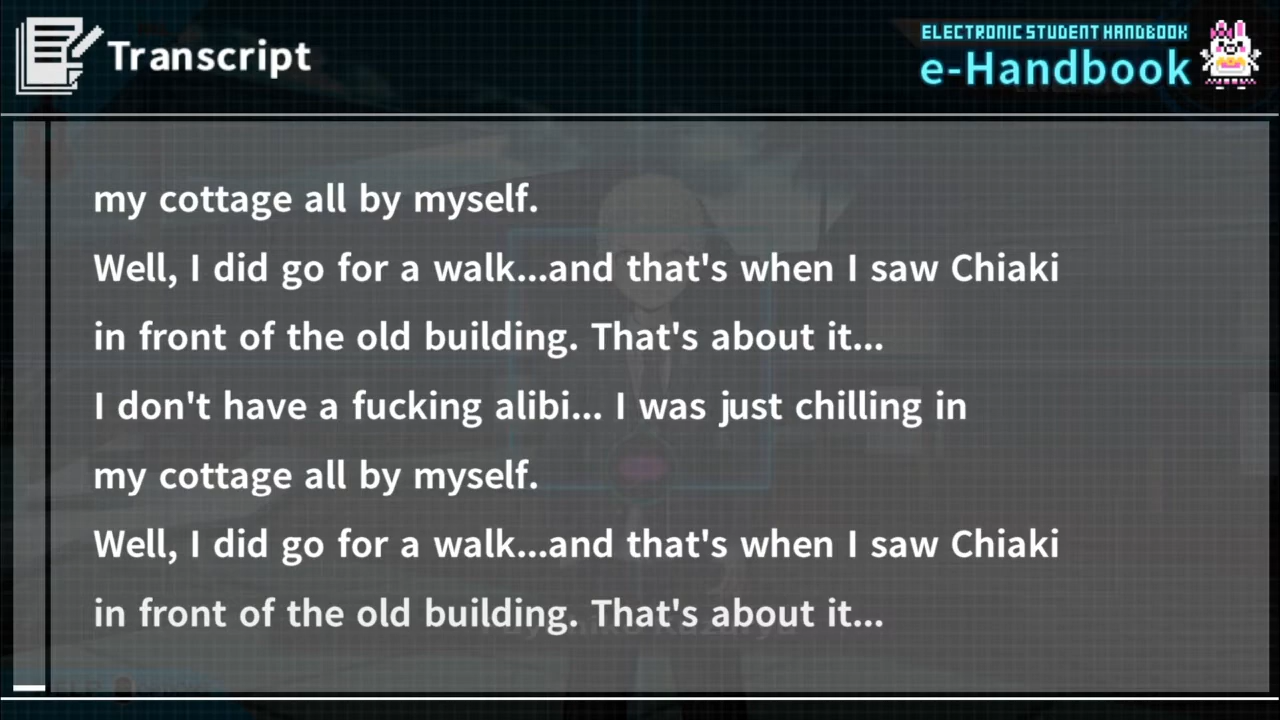 Transcript
ELECTRONIC STUDENT HANDBOOK
e-Handbook
my cottage all by myself.
Well, I did go for a walk...and that's when I saw Chiaki
in front of the old building. That's about it...
I don't have a fucking alibi... I was just chilling in
my cottage all by myself.
Well, I did go for a walk...and that's when I saw Chiaki
in front of the old building. That's about it...